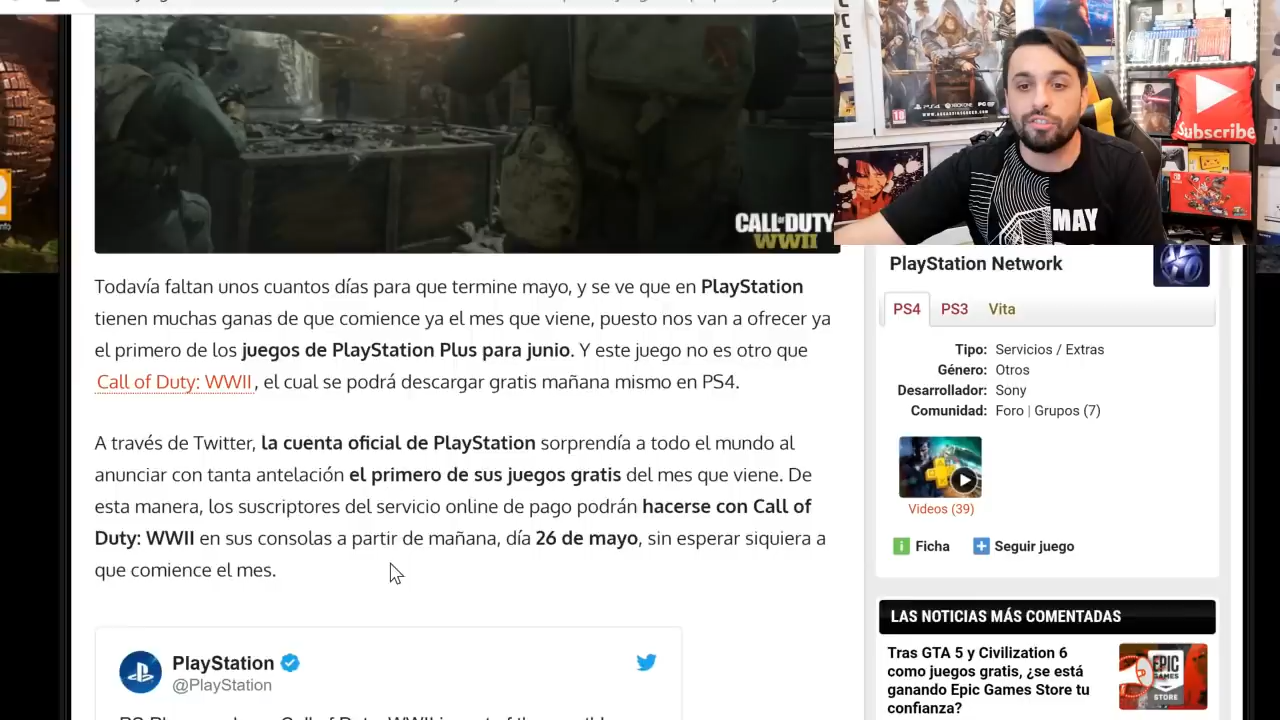 CALL OF DUTY
WWII
Subscribe
MAY
PS4
XBOX ONE
PC
18
Todavía faltan unos cuantos días para que termine mayo, y se ve que en PlayStation
tienen muchas ganas de que comience ya el mes que viene, puesto nos van a ofrecer ya
el primero de los juegos de PlayStation Plus para junio. Y este juego no es otro que
Call of Duty: WWII, el cual se podrá descargar gratis mañana mismo en PS4.
A través de Twitter, la cuenta oficial de PlayStation sorprendía a todo el mundo al
anunciar con tanta antelación el primero de sus juegos gratis del mes que viene. De
esta manera, los suscriptores del servicio online de pago podrán hacerse con Call of
Duty: WWII en sus consolas a partir de mañana, día 26 de mayo, sin esperar siquiera a
que comience el mes.
PlayStation
@PlayStation
PlayStation Network
PS4 PS3 Vita
Tipo: Servicios / Extras
Género: Otros
Desarrollador: Sony
Comunidad: Foro | Grupos (7)
Videos (39)
Ficha Seguir juego
LAS NOTICIAS MÁS COMENTADAS
Tras GTA 5 y Civilization 6
como juegos gratis, ¿se está
ganando Epic Games Store tu
confianza?
EPIC
GAMES
STORE